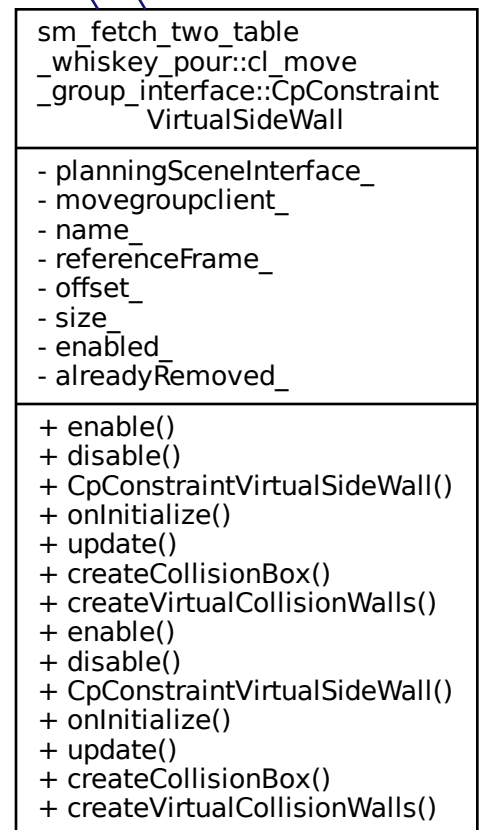 sm_fetch_two_table
_whiskey_pour::cl_move
_group_interface::CpConstraint
VirtualSideWall
- planningSceneInterface_
- movegroupclient_
- name_
- referenceFrame_
- offset_
- size_
- enabled_
- alreadyRemoved_
+ enable()
+ disable()
+ CpConstraintVirtualSideWall()
+ onInitialize()
+ update()
+ createCollisionBox()
+ createVirtualCollisionWalls()
+ enable()
+ disable()
+ CpConstraintVirtualSideWall()
+ onInitialize()
+ update()
+ createCollisionBox()
+ createVirtualCollisionWalls()